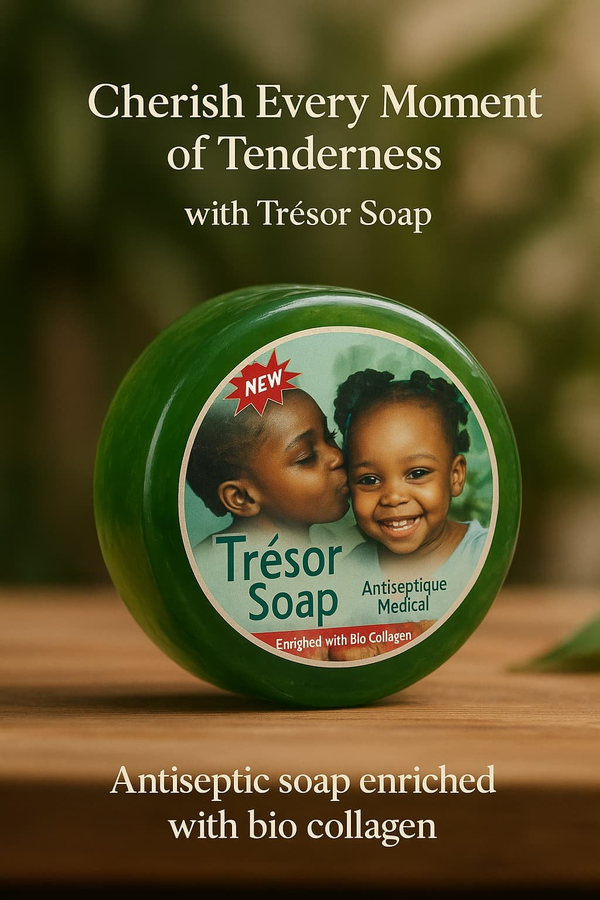 Cherish Every Moment
of Tenderness
with Trésor Soap
NEW
Trésor
Soap
Antiseptique
Medical
Enrighed with Bio Collagen
Antiseptic soap enriched
with bio collagen